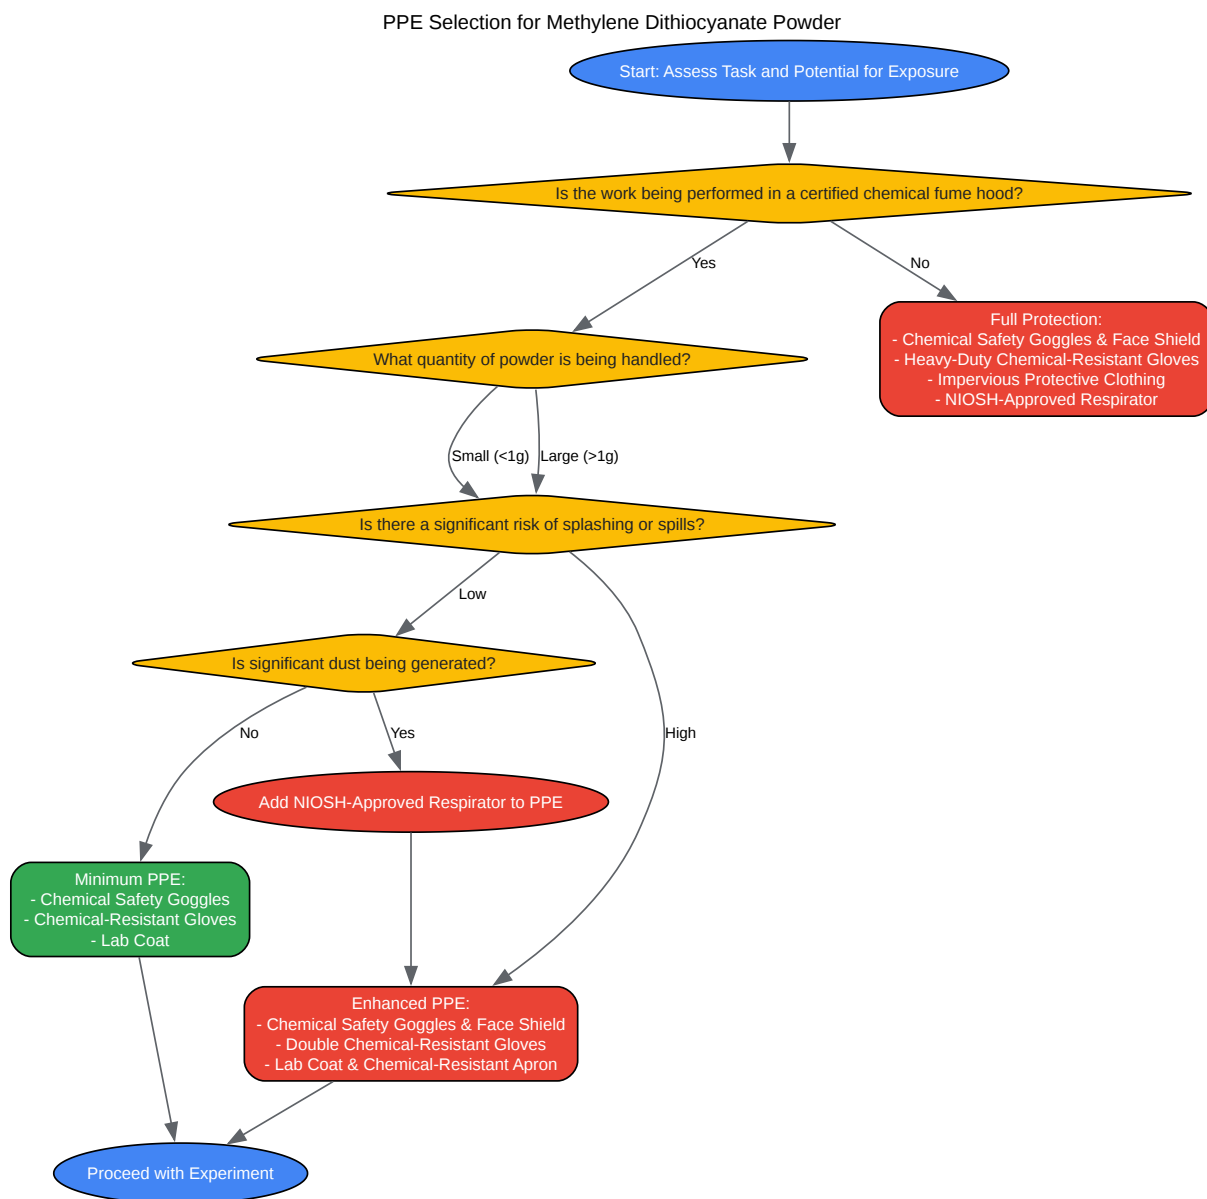 PPE Selection for Methylene Dithiocyanate Powder
Start: Assess Task and Potential for Exposure
Is the work being performed in a certified chemical fume hood?
Yes
No
Full Protection:
- Chemical Safety Goggles & Face Shield
- Heavy-Duty Chemical-Resistant Gloves
- Impervious Protective Clothing
- NIOSH-Approved Respirator
What quantity of powder is being handled?
Small (<1g)
Large (>1g)
Is there a significant risk of splashing or spills?
Low
High
Is significant dust being generated?
No
Yes
Add NIOSH-Approved Respirator to PPE
Minimum PPE:
- Chemical Safety Goggles
- Chemical-Resistant Gloves
- Lab Coat
Enhanced PPE:
- Chemical Safety Goggles & Face Shield
- Double Chemical-Resistant Gloves
- Lab Coat & Chemical-Resistant Apron
Proceed with Experiment